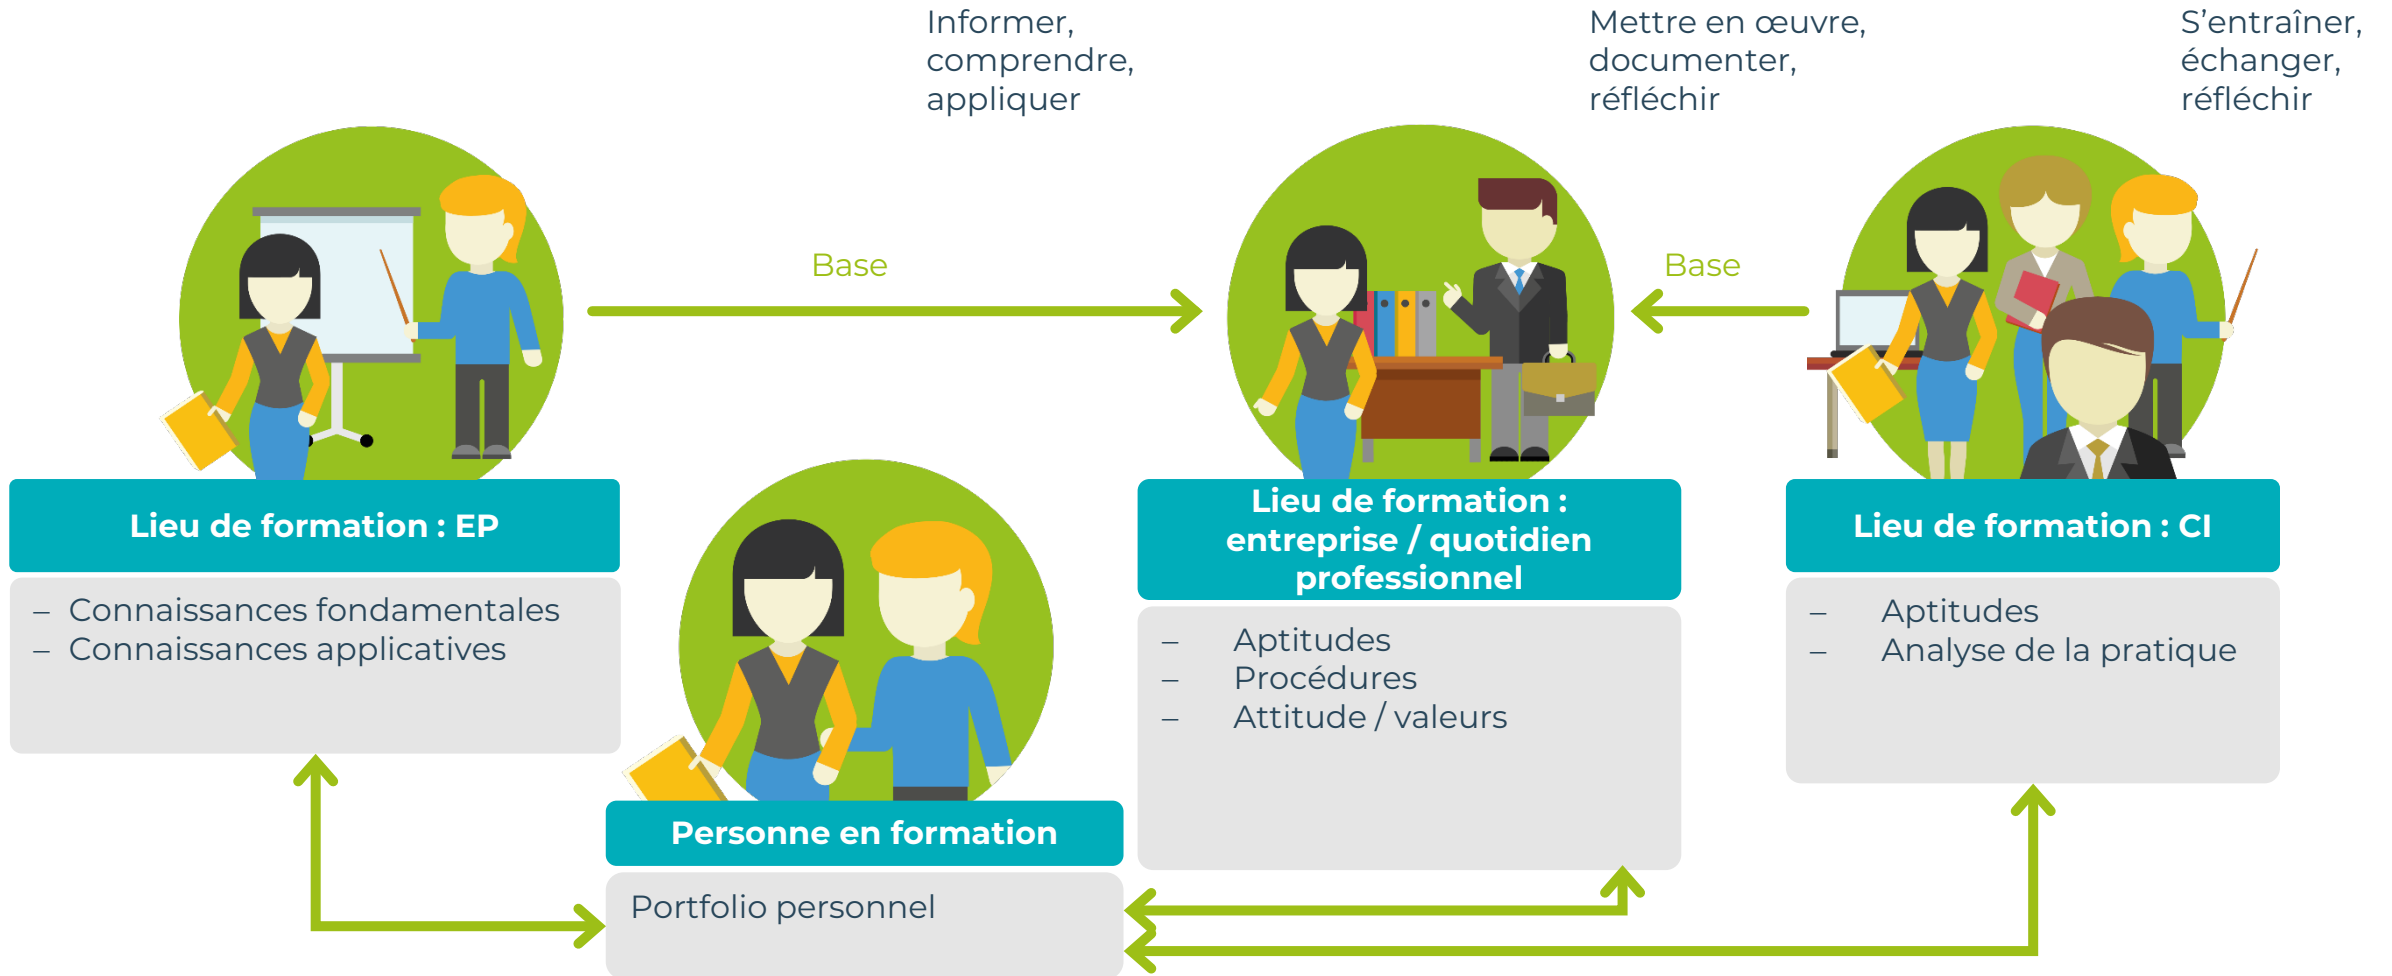 Informer,
comprendre,
appliquer
Mettre en œuvre,
documenter,
réfléchir
S’entraîner,
échanger,
réfléchir
Base
Base
Lieu de formation : EP
– Connaissances fondamentales
– Connaissances applicatives
Personne en formation
Portfolio personnel
Lieu de formation :
entreprise / quotidien
professionnel
– Aptitudes
– Procédures
– Attitude / valeurs
Lieu de formation : CI
– Aptitudes
– Analyse de la pratique